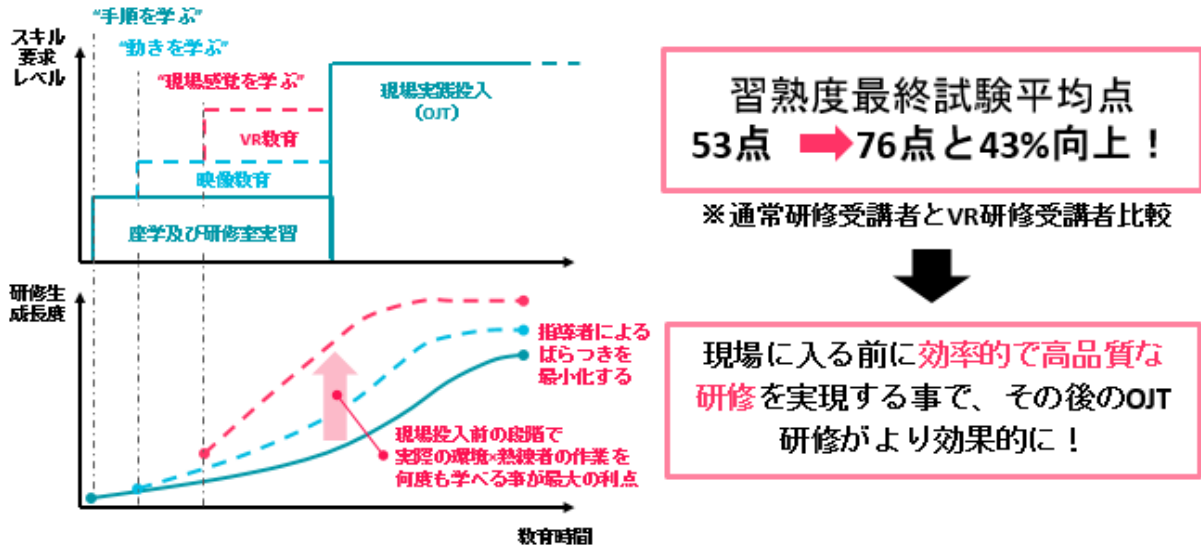 “手順を学ぶ”
スキル
要求
レベル
“動きを学ぶ”
“現場感覚を学ぶ”
現場実践投入
（OJT）
VR教育
映像教育
座学及び研修室実習
研修生
成長度
指導者による
ばらつきを
最小化する
現場投入前の段階で
実際の環境×熟練者の作業を
何度も学べる事が最大の利点
教育時間
習熟度最終試験平均点
53点 76点と43%向上！
※通常研修受講者とVR研修受講者比較
現場に入る前に効率的で高品質な
研修を実現する事で、その後のOJT
研修がより効果的に！